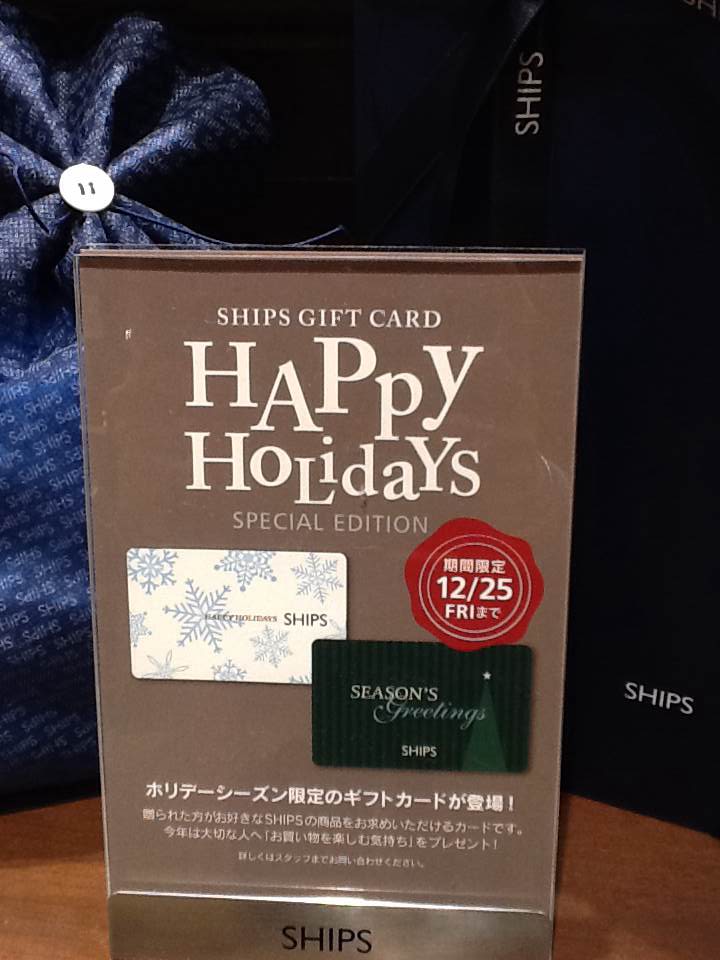 SHIPS
SHIPS GIFT CARD
HAPpy
HoLidaYS
SPECIAL EDITION
期間限定
12/25
FRIまで
HAPPY HOLIDAYS SHIPS
SEASON'S
Greetings
SHIPS
SHIPS
ホリデーシーズン限定のギフトカードが登場!
贈られた方がお好きなSHIPSの商品をお求めいただけるカードです。
今年は大切な人へ「お買い物を楽しむ気持ち」をプレゼント!
詳しくはスタッフまでお問い合わせください。
SHIPS